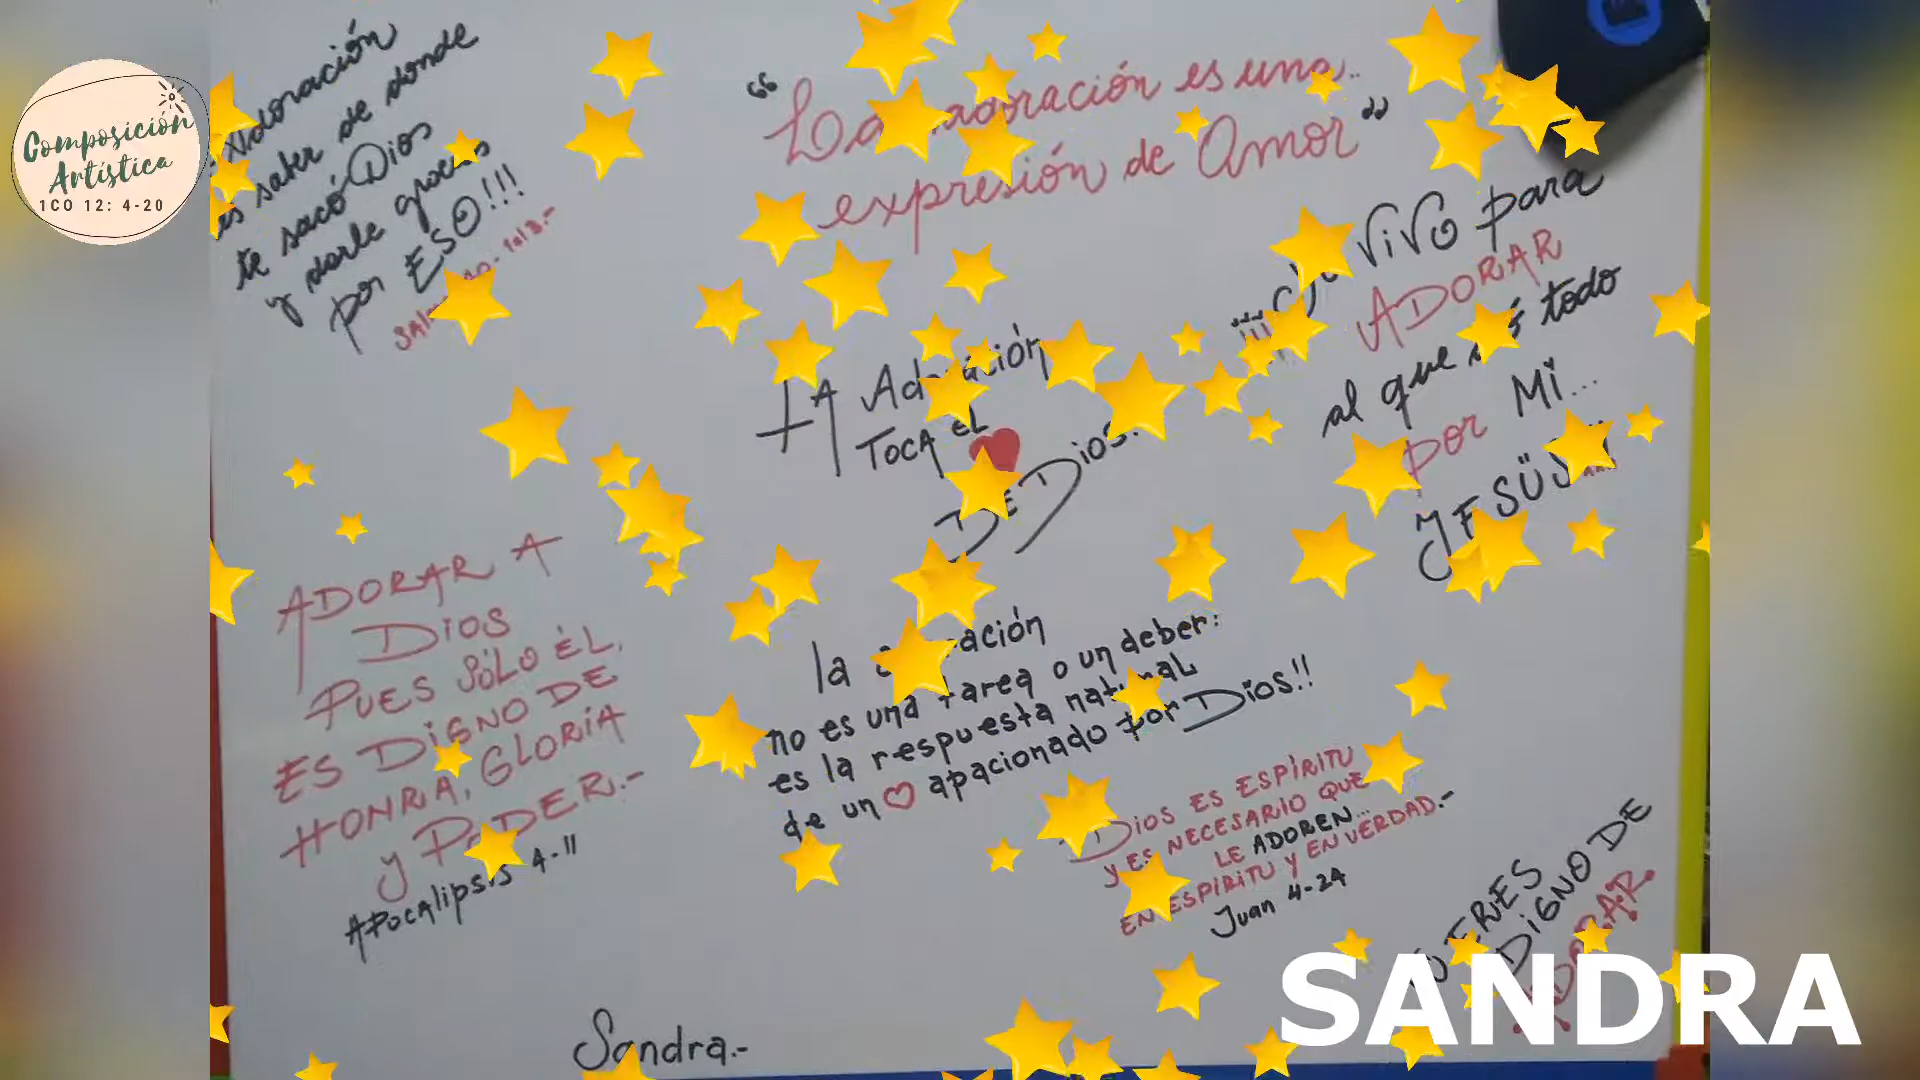 Composición
Artística
1CO 12: 4-20
Adoración
es saber de donde
te sacó Dios
y darle gracias
por ESO!!!
"La adoración es una..
expresión de Amor"
vivo para
ADORAR
al que todo
por Mi...
JESÜS
LA Adoración
TOCA EL
DE Dios.
ADORAR A
DIOS
PUES SÓLO ÉL,
ES DIGNO DE
HONRA, GLORIA
y PODER.-
APOCAlipsis 4-11
la
no es una tarea o un deber:
es la respuesta natural
de un apacionado por Dios!!
Dios ES ESPÍRITU
Y ES NECESARIO QUE
LE ADOREN...
EN ESPÍRITU Y EN VERDAD.-
Juan 4-24
ERES
DIGNO DE
ADORAR
Sandra.-
SANDRA